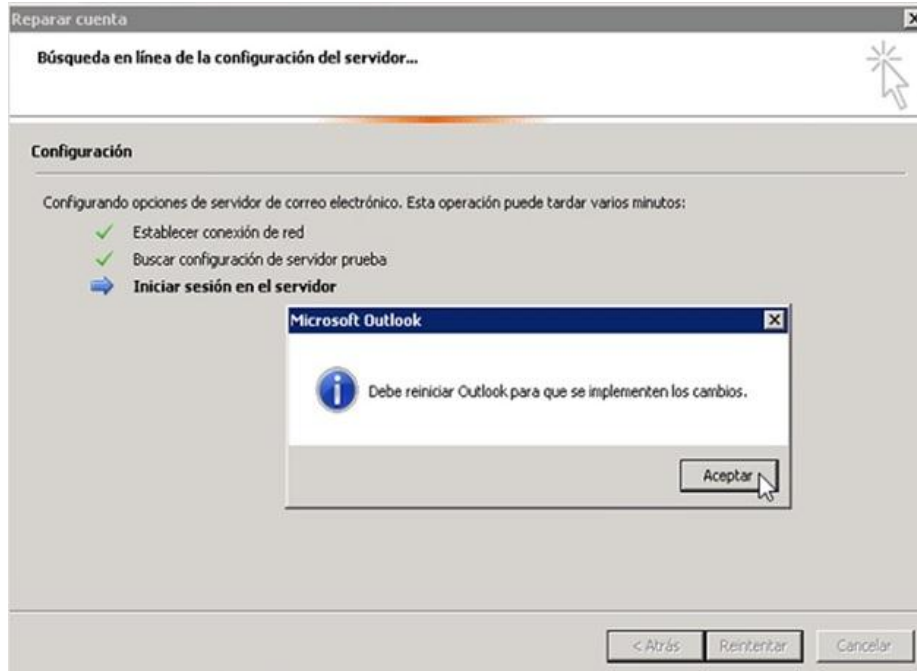 Reparar cuenta
Búsqueda en línea de la configuración del servidor...
Configuración
Configurando opciones de servidor de correo electrónico. Esta operación puede tardar varios minutos:
Establecer conexión de red
Buscar configuración de servidor prueba
Iniciar sesión en el servidor
Microsoft Outlook
Debe reiniciar Outlook para que se implementen los cambios.
Aceptar
< Atrás Reintentar Cancelar